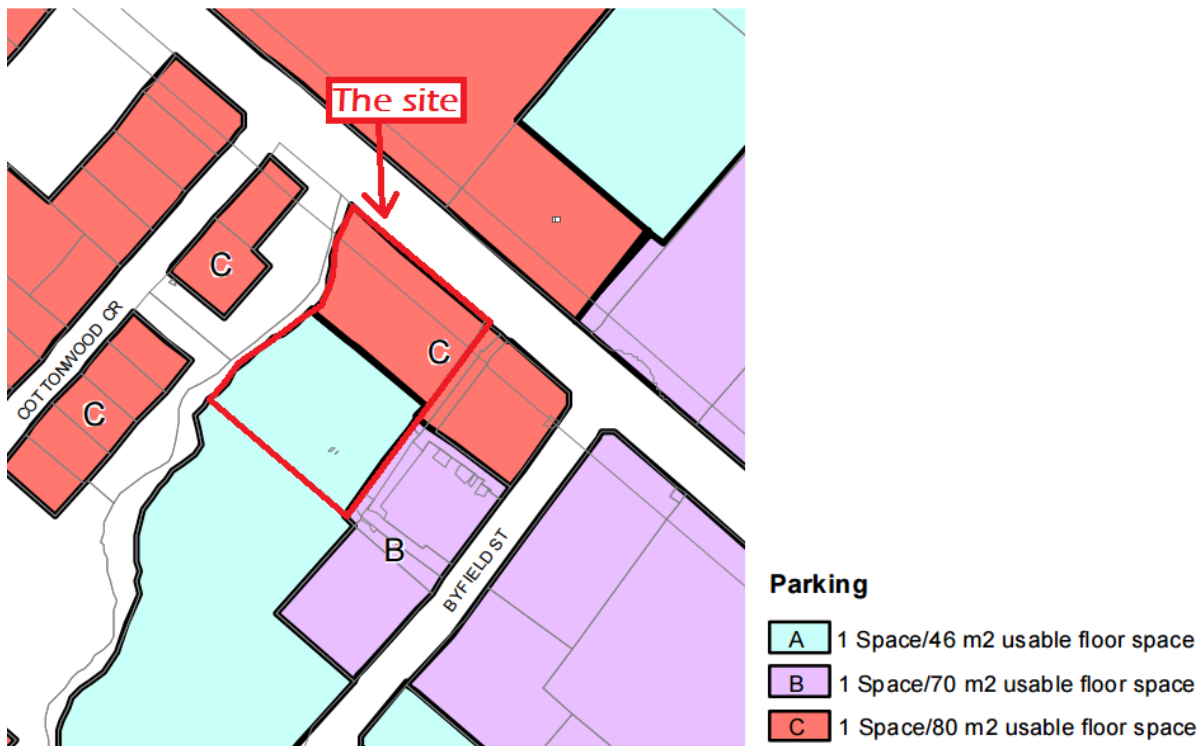 The site
C
C
COTTONWOOD CR
C
B
BYFIELD ST
Parking
A 1 Space/46 m2 usable floor space
B 1 Space/70 m2 usable floor space
C 1 Space/80 m2 usable floor space